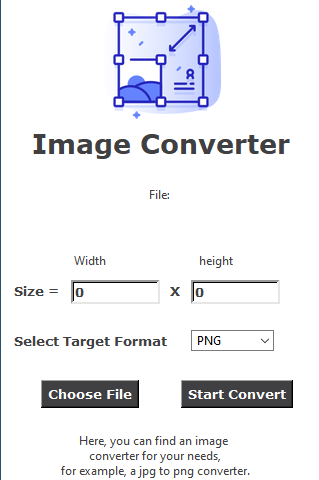 Image Converter
File:
Width height
Size = 0 X 0
Select Target Format PNG
Choose File Start Convert
Here, you can find an image
converter for your needs,
for example, a jpg to png converter.